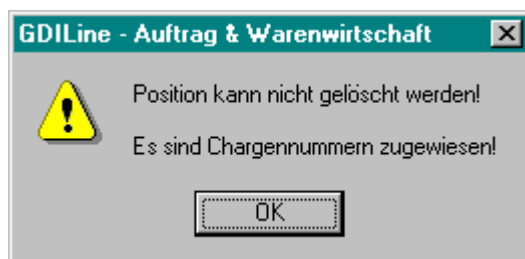 GDILine - Auftrag & Warenwirtschaft
Position kann nicht gelöscht werden!
Es sind Chargennummern zugewiesen!
OK